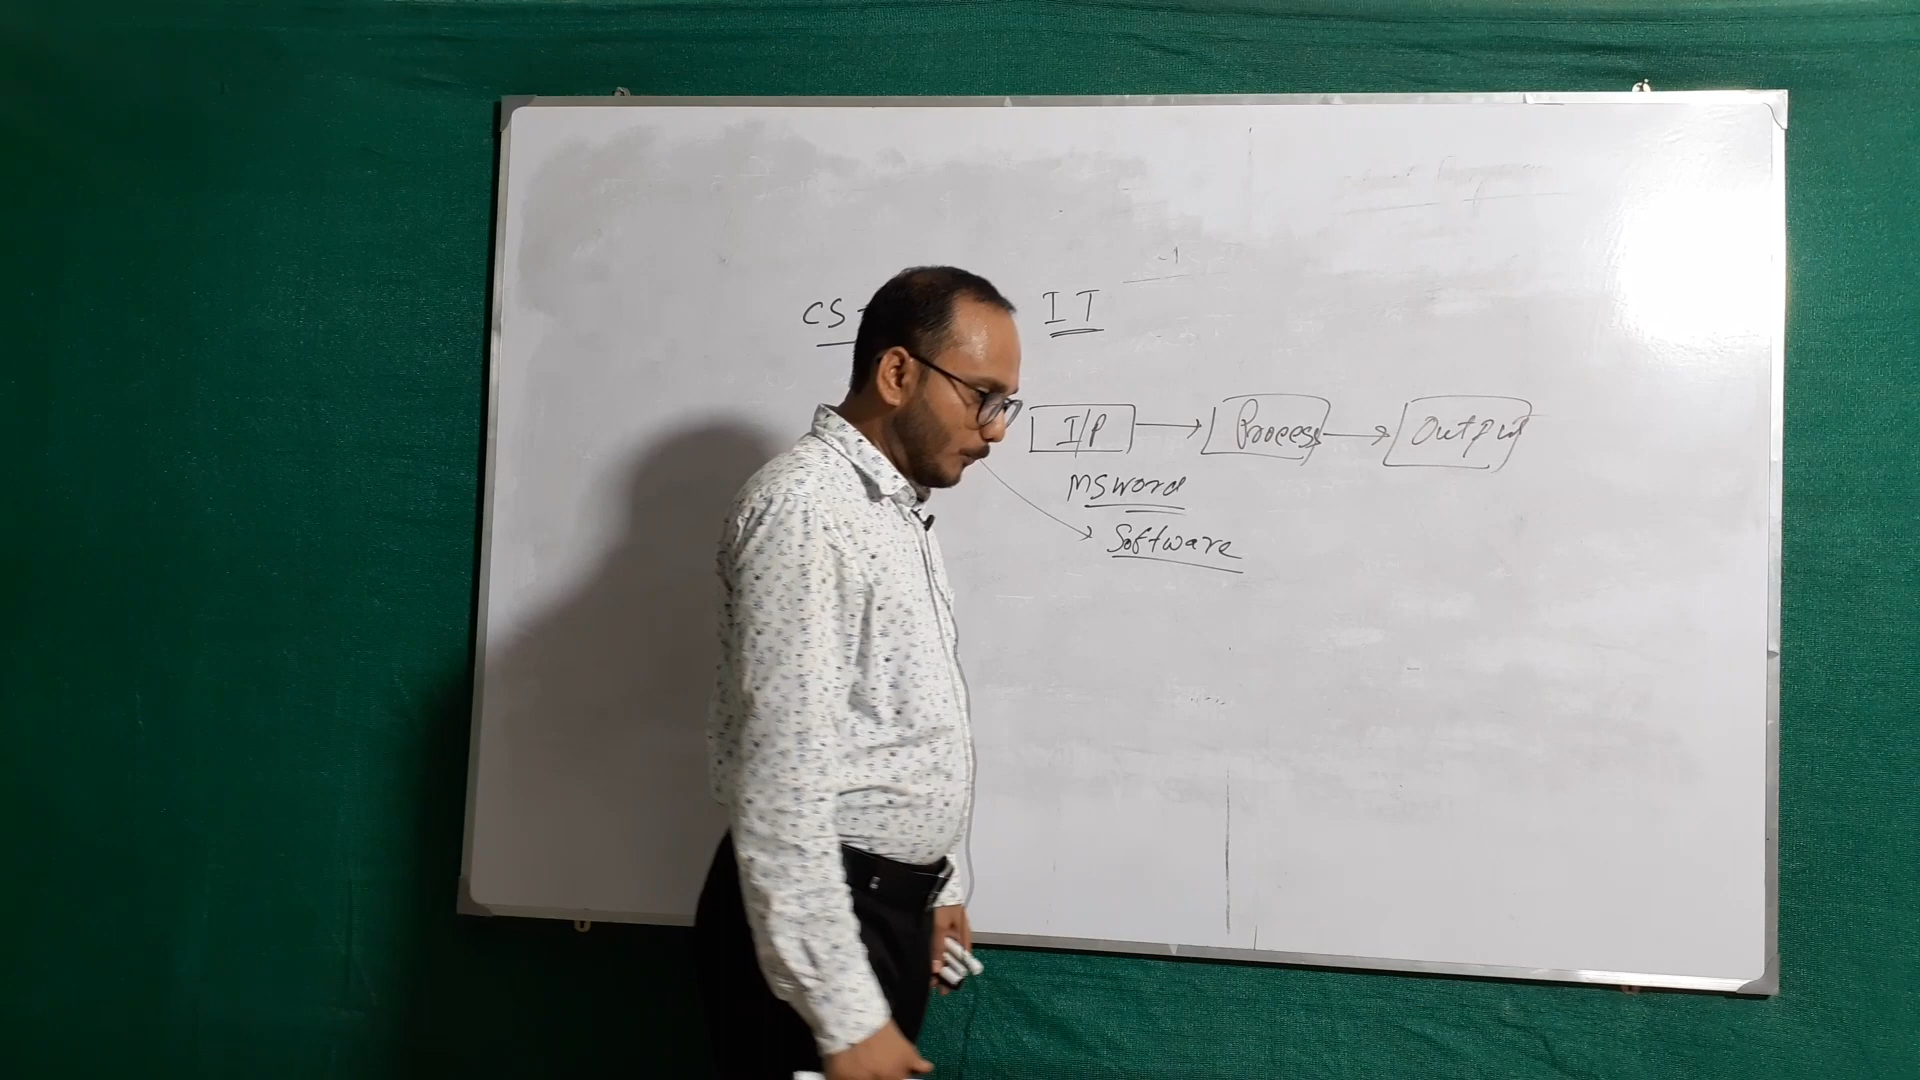 CS IT
I/P → Process → Output
MSWord
Software